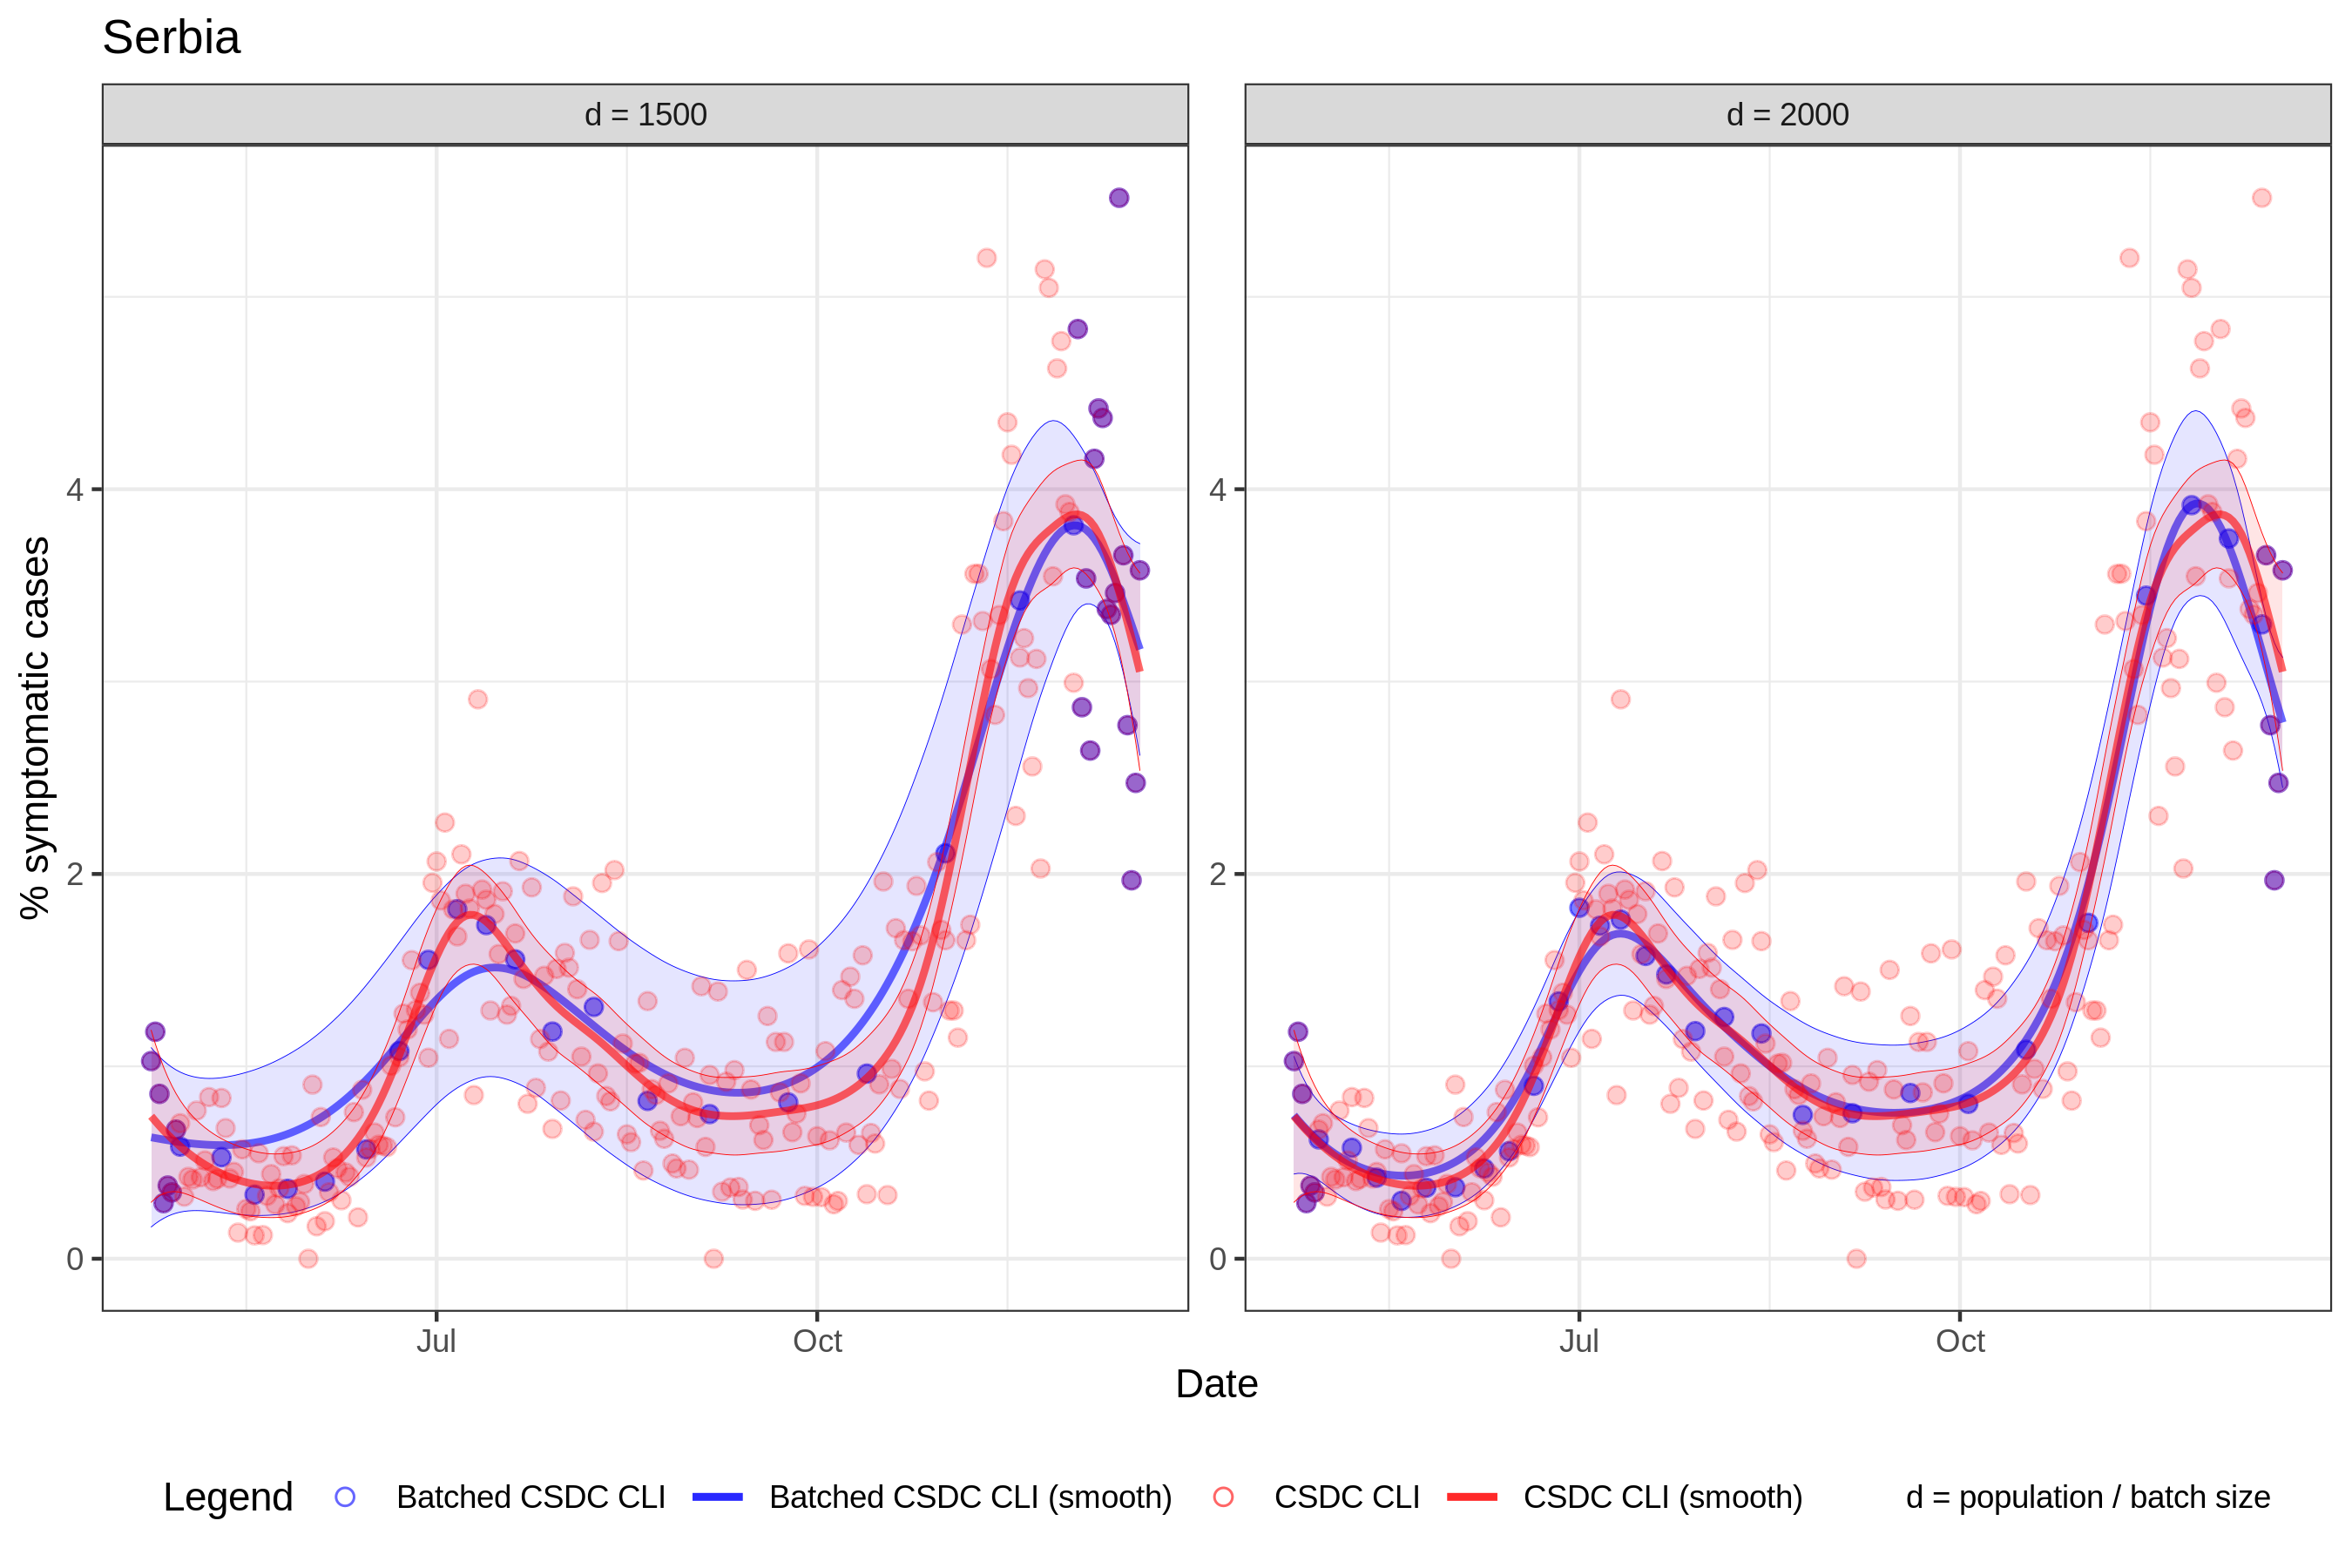 Serbia
d = 1500
d = 2000
% symptomatic cases
4
2
0
4
2
0
Jul
Oct
Jul
Oct
Date
Legend
Batched CSDC CLI
Batched CSDC CLI (smooth)
CSDC CLI
CSDC CLI (smooth)
d = population / batch size